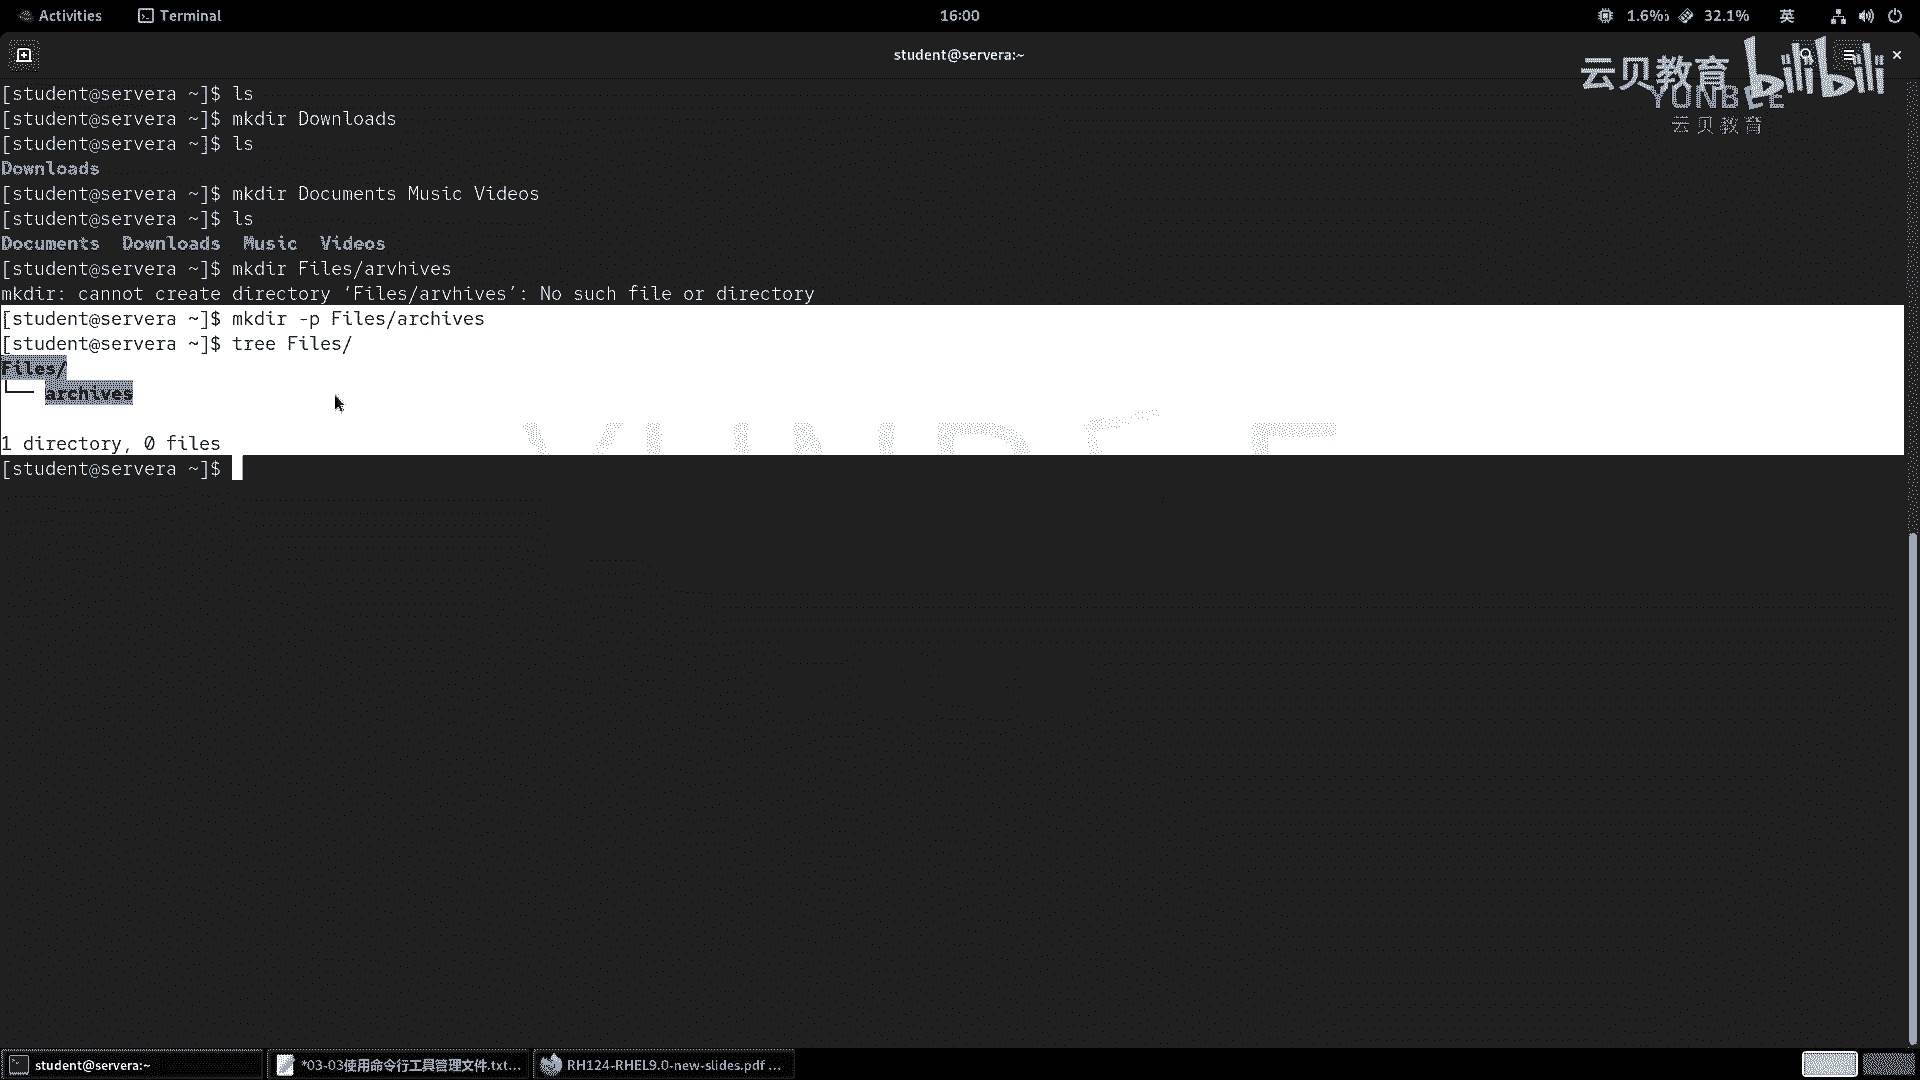 Activities
Terminal
16:00
1.6%
32.1%
英
student@servera:~
云贝教育
bilibili
YUNBEE
云贝教育
[student@servera ~]$ ls
[student@servera ~]$ mkdir Downloads
[student@servera ~]$ ls
Downloads
[student@servera ~]$ mkdir Documents Music Videos
[student@servera ~]$ ls
Documents  Downloads  Music  Videos
[student@servera ~]$ mkdir Files/arvhives
mkdir: cannot create directory ‘Files/arvhives’: No such file or directory
[student@servera ~]$ mkdir -p Files/archives
[student@servera ~]$ tree Files/
Files/
└── archives
1 directory, 0 files
[student@servera ~]$
student@servera:~
*03-03使用命令行工具管理文件.txt...
RH124-RHEL9.0-new-slides.pdf ...